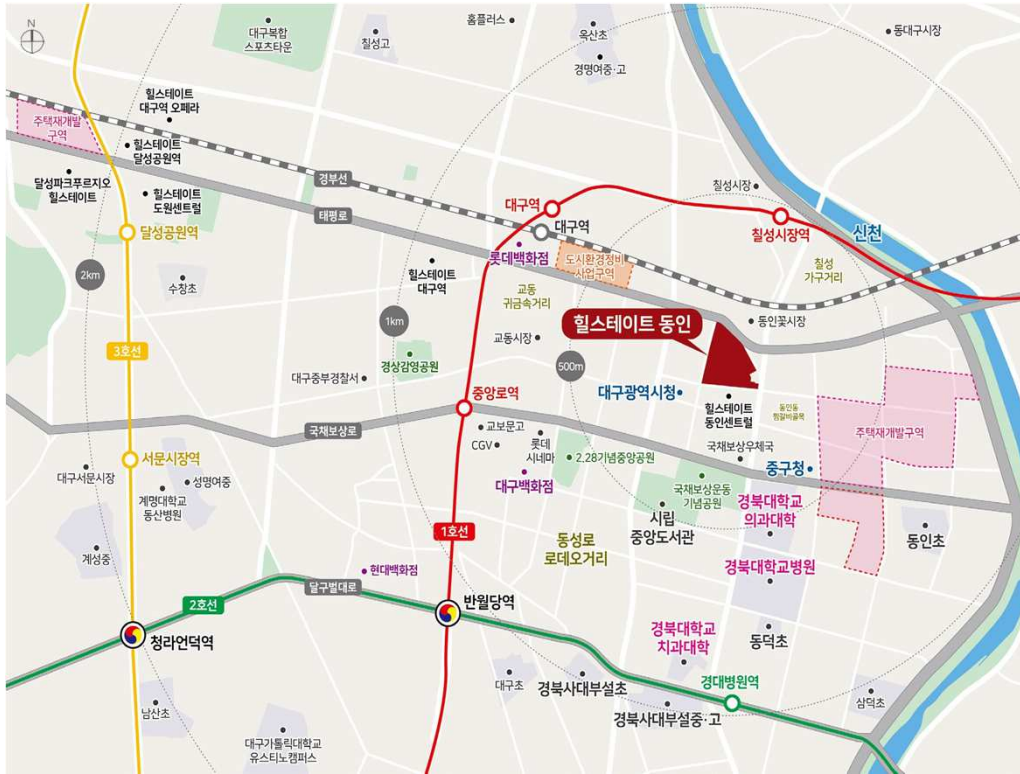 N
대구복합
스포츠타운
칠성고
홈플러스
옥산초
경명여중·고
동대구시장
힐스테이트
대구역 오페라
주택재개발
구역
힐스테이트
달성공원역
달성파크푸르지오
힐스테이트
힐스테이트
도원센트럴
경부선
태평로
칠성시장
대구역
대구역
칠성시장역
신천
달성공원역
롯데백화점
도시환경정비
사업구역
칠성
가구거리
2km
수창초
힐스테이트
대구역
교동
귀금속거리
1km
힐스테이트 동인
동인꽃시장
3호선
경상감영공원
교동시장
500m
대구중부경찰서
대구광역시청
중앙로역
힐스테이트
동인센트럴
동인동
찜갈비골목
주택재개발구역
국채보상로
교보문고
CGV
롯데
시네마
2.28기념중앙공원
국채보상우체국
중구청
서문시장역
대구서문시장
성명여중
계명대학교
동산병원
대구백화점
국채보상운동
기념공원
경북대학교
의과대학
시립
중앙도서관
동성로
로데오거리
1호선
계성중
동인초
현대백화점
달구벌대로
경북대학교병원
2호선
반월당역
청라언덕역
경북대학교
치과대학
동덕초
대구초
경북사대부설초
경대병원역
경북사대부설중·고
삼덕초
남산초
대구가톨릭대학교
유스티노캠퍼스